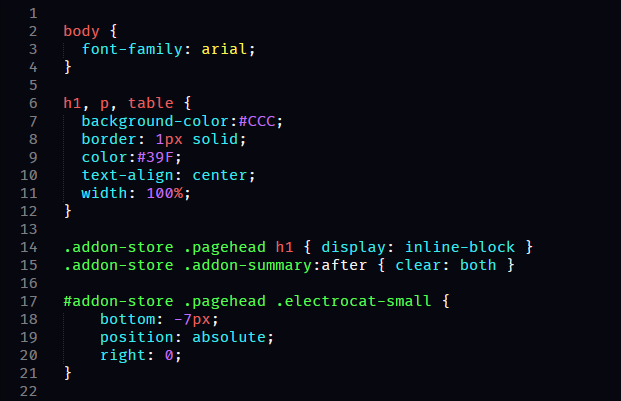 1
2 body {
3   font-family: arial;
4 }
5
6 h1, p, table {
7   background-color:#CCC;
8   border: 1px solid;
9   color:#39F;
10   text-align: center;
11   width: 100%;
12 }
13
14 .addon-store .pagehead h1 { display: inline-block }
15 .addon-store .addon-summary:after { clear: both }
16
17 #addon-store .pagehead .electrocat-small {
18     bottom: -7px;
19     position: absolute;
20     right: 0;
21 }
22